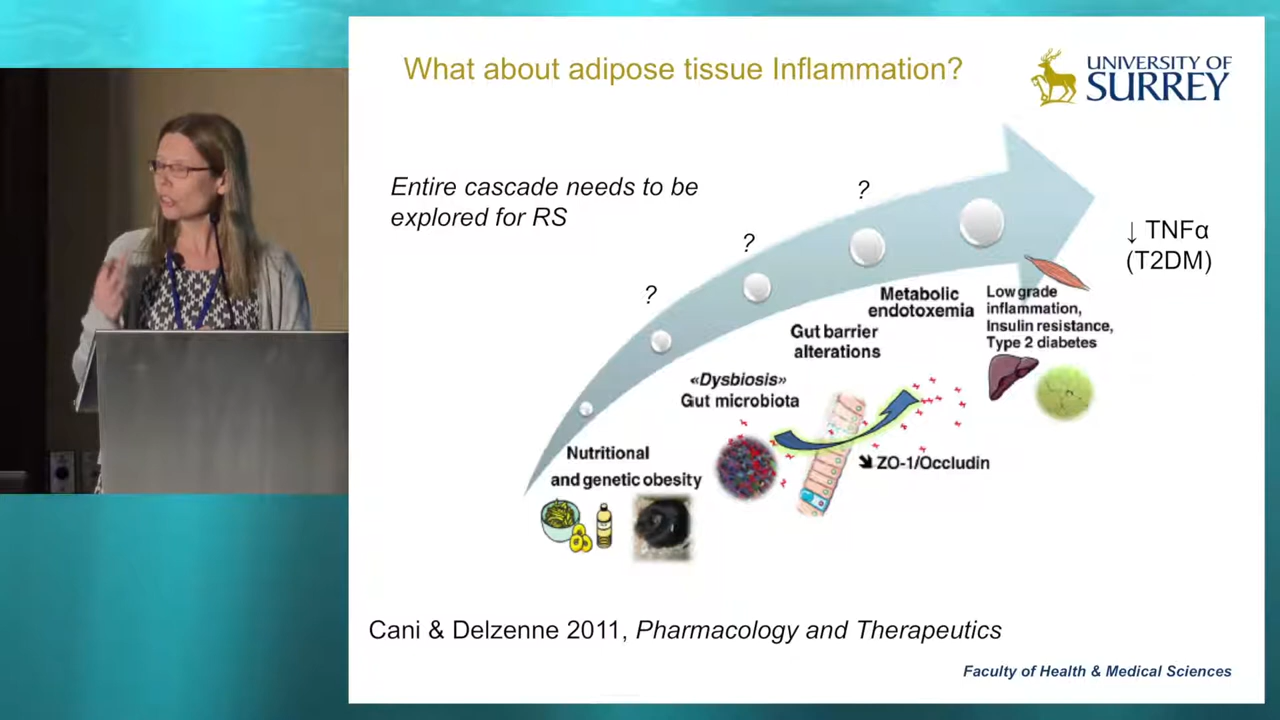 What about adipose tissue Inflammation?
UNIVERSITY OF
SURREY
Entire cascade needs to be
explored for RS
?
?
?
↓ TNFα
(T2DM)
Metabolic
endotoxemia
Low grade
inflammation,
Insulin resistance,
Type 2 diabetes
Gut barrier
alterations
«Dysbiosis»
Gut microbiota
Nutritional
and genetic obesity
ZO-1/Occludin
Cani & Delzenne 2011, Pharmacology and Therapeutics
Faculty of Health & Medical Sciences